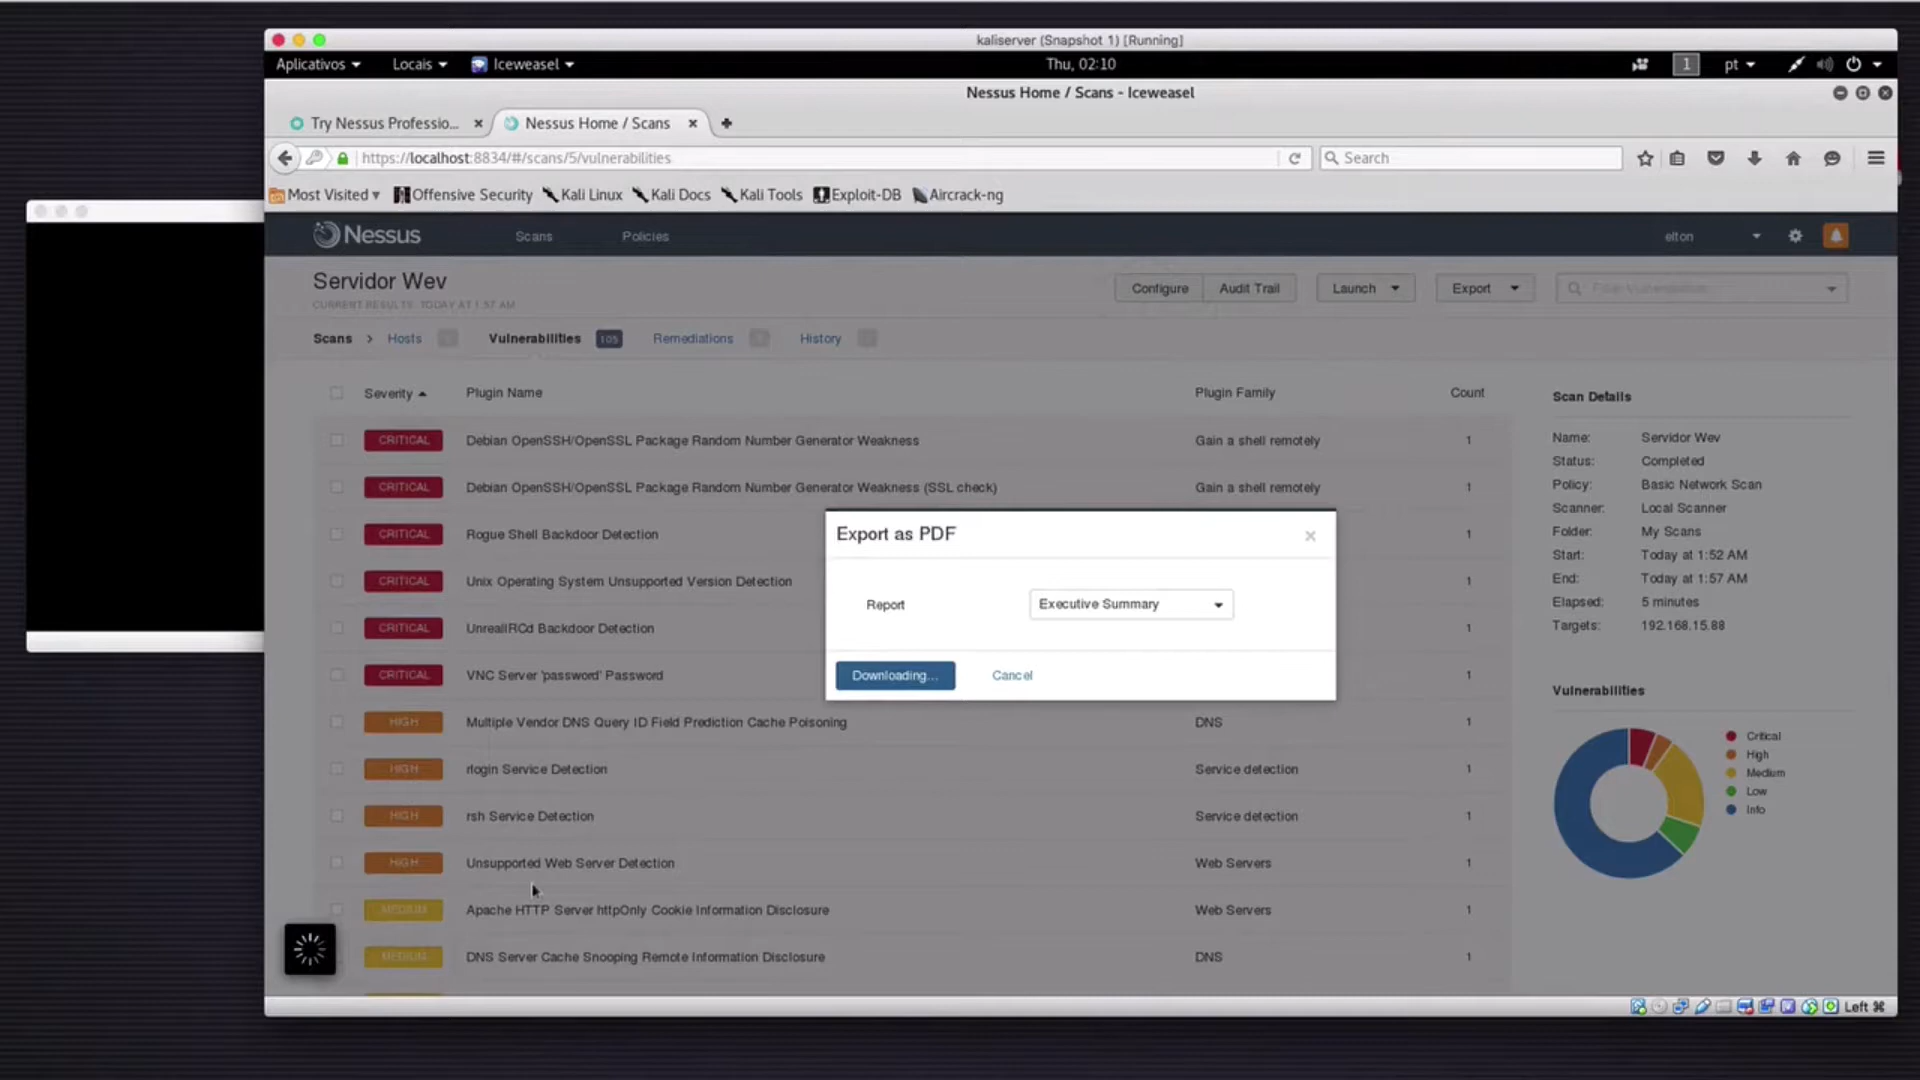 kaliserver (Snapshot 1) [Running]
Aplicativos Locais Iceweasel Thu, 02:10 1 pt
Nessus Home / Scans - Iceweasel
Try Nessus Professio... Nessus Home / Scans
https://localhost:8834/#/scans/5/vulnerabilities Search
Most Visited Offensive Security Kali Linux Kali Docs Kali Tools Exploit-DB Aircrack-ng
Nessus Scans Policies elton
Servidor Wev Configure Audit Trail Launch Export Filter Vulnerabilities
CURRENT RESULTS: TODAY AT 1:57 AM
Scans > Hosts Vulnerabilities 105 Remediations History
Severity Plugin Name Plugin Family Count
CRITICAL Debian OpenSSH/OpenSSL Package Random Number Generator Weakness Gain a shell remotely 1
CRITICAL Debian OpenSSH/OpenSSL Package Random Number Generator Weakness (SSL check) Gain a shell remotely 1
CRITICAL Rogue Shell Backdoor Detection 1
CRITICAL Unix Operating System Unsupported Version Detection 1
CRITICAL UnrealIRCd Backdoor Detection 1
CRITICAL VNC Server 'password' Password 1
HIGH Multiple Vendor DNS Query ID Field Prediction Cache Poisoning DNS 1
HIGH rlogin Service Detection Service detection 1
HIGH rsh Service Detection Service detection 1
HIGH Unsupported Web Server Detection Web Servers 1
MEDIUM Apache HTTP Server httpOnly Cookie Information Disclosure Web Servers 1
MEDIUM DNS Server Cache Snooping Remote Information Disclosure DNS 1
Export as PDF
Report Executive Summary
Downloading... Cancel
Scan Details
Name: Servidor Wev
Status: Completed
Policy: Basic Network Scan
Scanner: Local Scanner
Folder: My Scans
Start: Today at 1:52 AM
End: Today at 1:57 AM
Elapsed: 5 minutes
Targets: 192.168.15.88
Vulnerabilities
Critical
High
Medium
Low
Info
Left ⌘